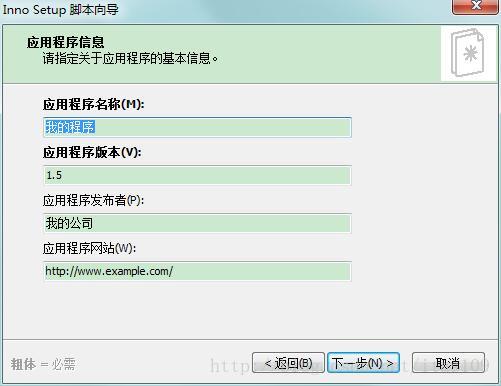 Inno Setup 脚本向导
应用程序信息
请指定关于应用程序的基本信息。
应用程序名称(M):
我的程序
应用程序版本(V):
1.5
应用程序发布者(P):
我的公司
应用程序网站(W):
http://www.example.com/
粗体 = 必需
< 返回(B)
下一步(N) >
取消